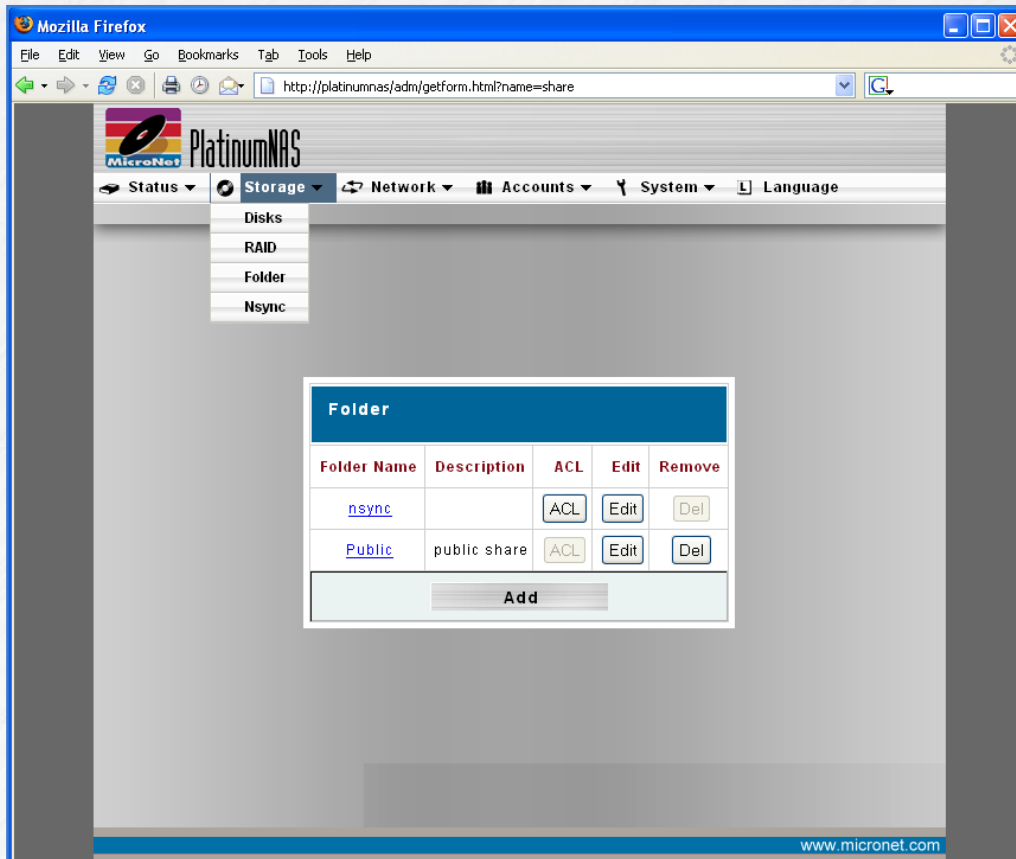 Mozilla Firefox
File Edit View Go Bookmarks Tab Tools Help
http://platinumnas/adm/getform.html?name=share
G
MicroNet PlatinumNAS
Status Storage Network Accounts System L Language
Disks
RAID
Folder
Nsync
Folder
Folder Name Description ACL Edit Remove
nsync ACL Edit Del
Public public share ACL Edit Del
Add
www.micronet.com